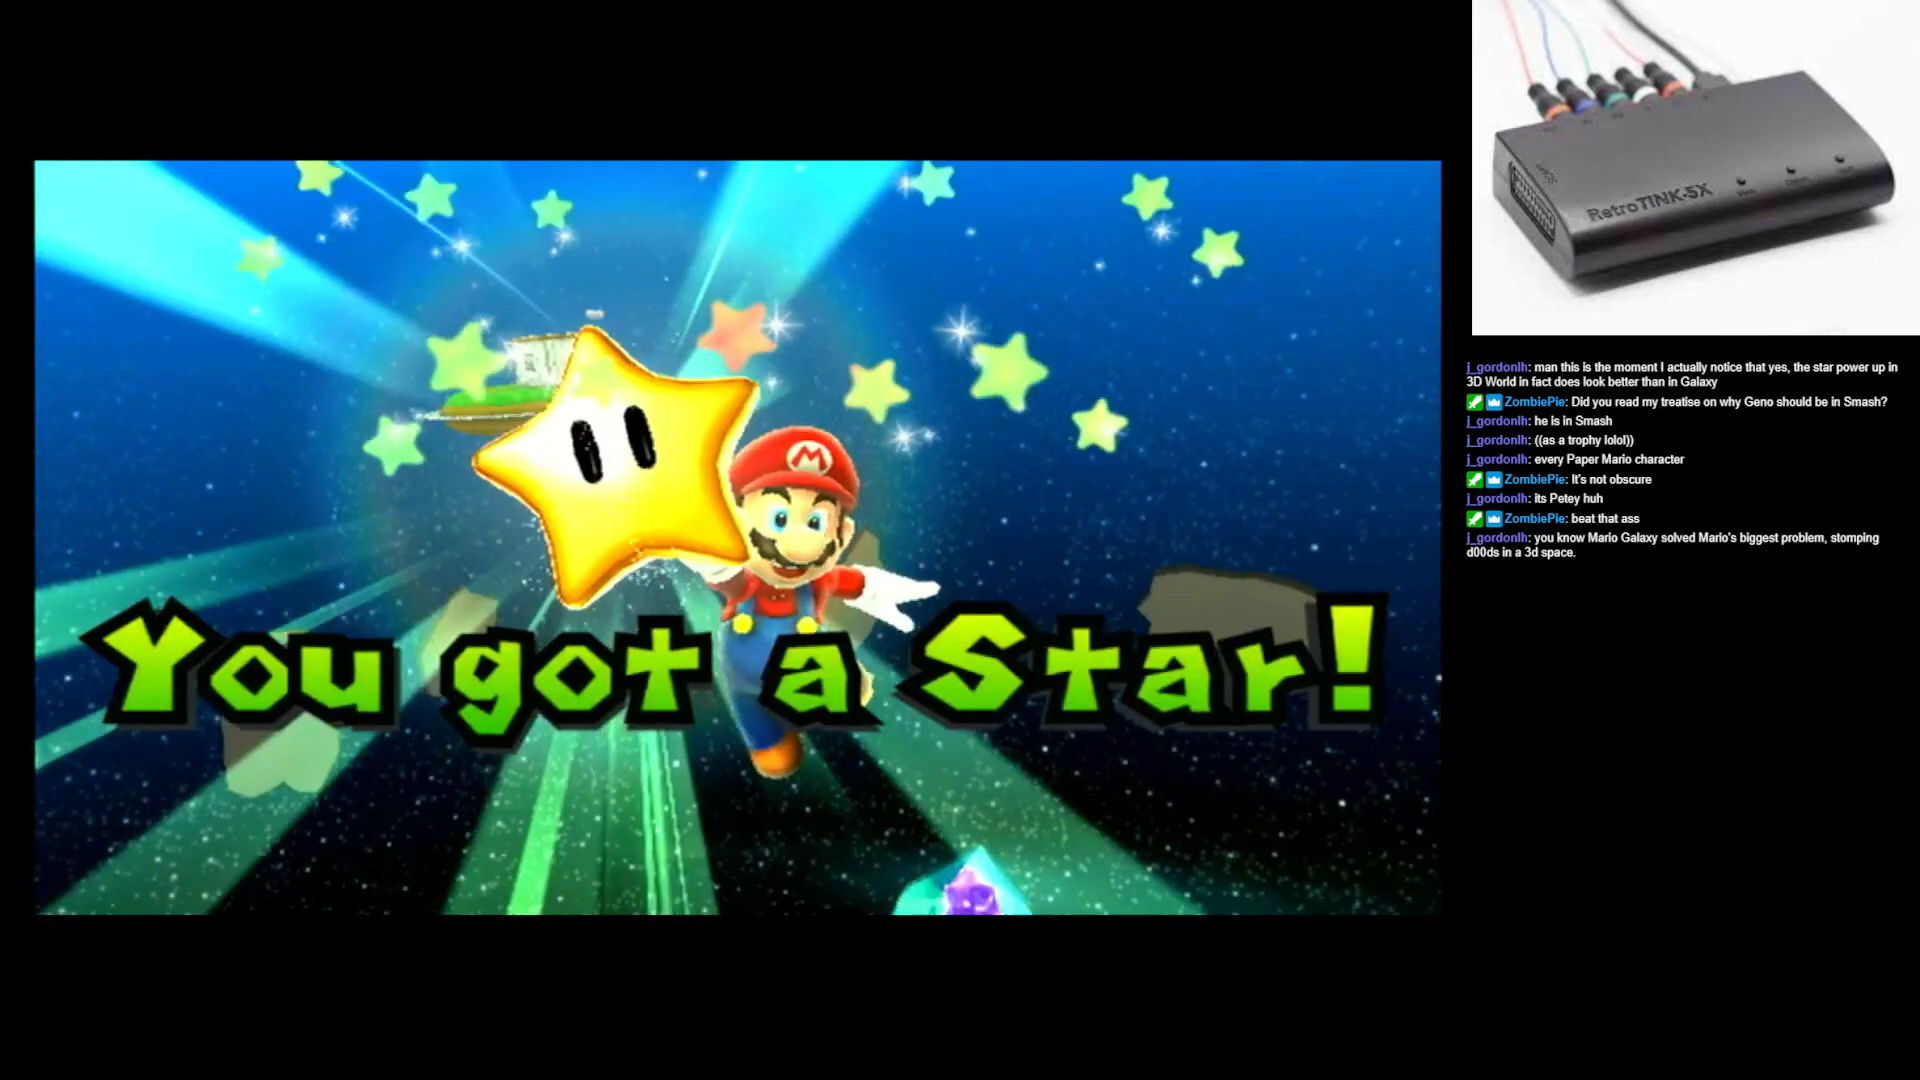 You got a Star!
M
RetroTINK-5X
j_gordonlh: man this is the moment I actually notice that yes, the star power up in
3D World in fact does look better than in Galaxy
ZombiePie: Did you read my treatise on why Geno should be in Smash?
j_gordonlh: he is in Smash
j_gordonlh: ((as a trophy lolol))
j_gordonlh: every Paper Mario character
ZombiePie: It's not obscure
j_gordonlh: its Petey huh
ZombiePie: beat that ass
j_gordonlh: you know Mario Galaxy solved Mario's biggest problem, stomping
d00ds in a 3d space.